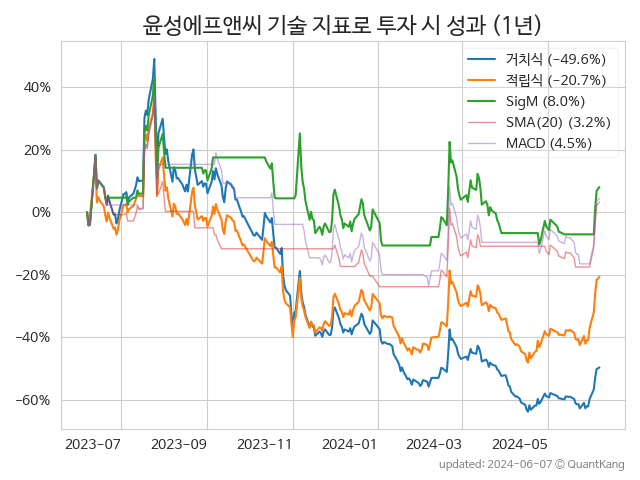 윤성에프앤씨 기술 지표로 투자 시 성과 (1년)
거치식 (−49.6%)
적립식 (−20.7%)
SigM (8.0%)
SMA(20) (3.2%)
MACD (4.5%)
40%
20%
0%
−20%
−40%
−60%
2023-07 2023-09 2023-11 2024-01 2024-03 2024-05
updated: 2024-06-07 © QuantKang